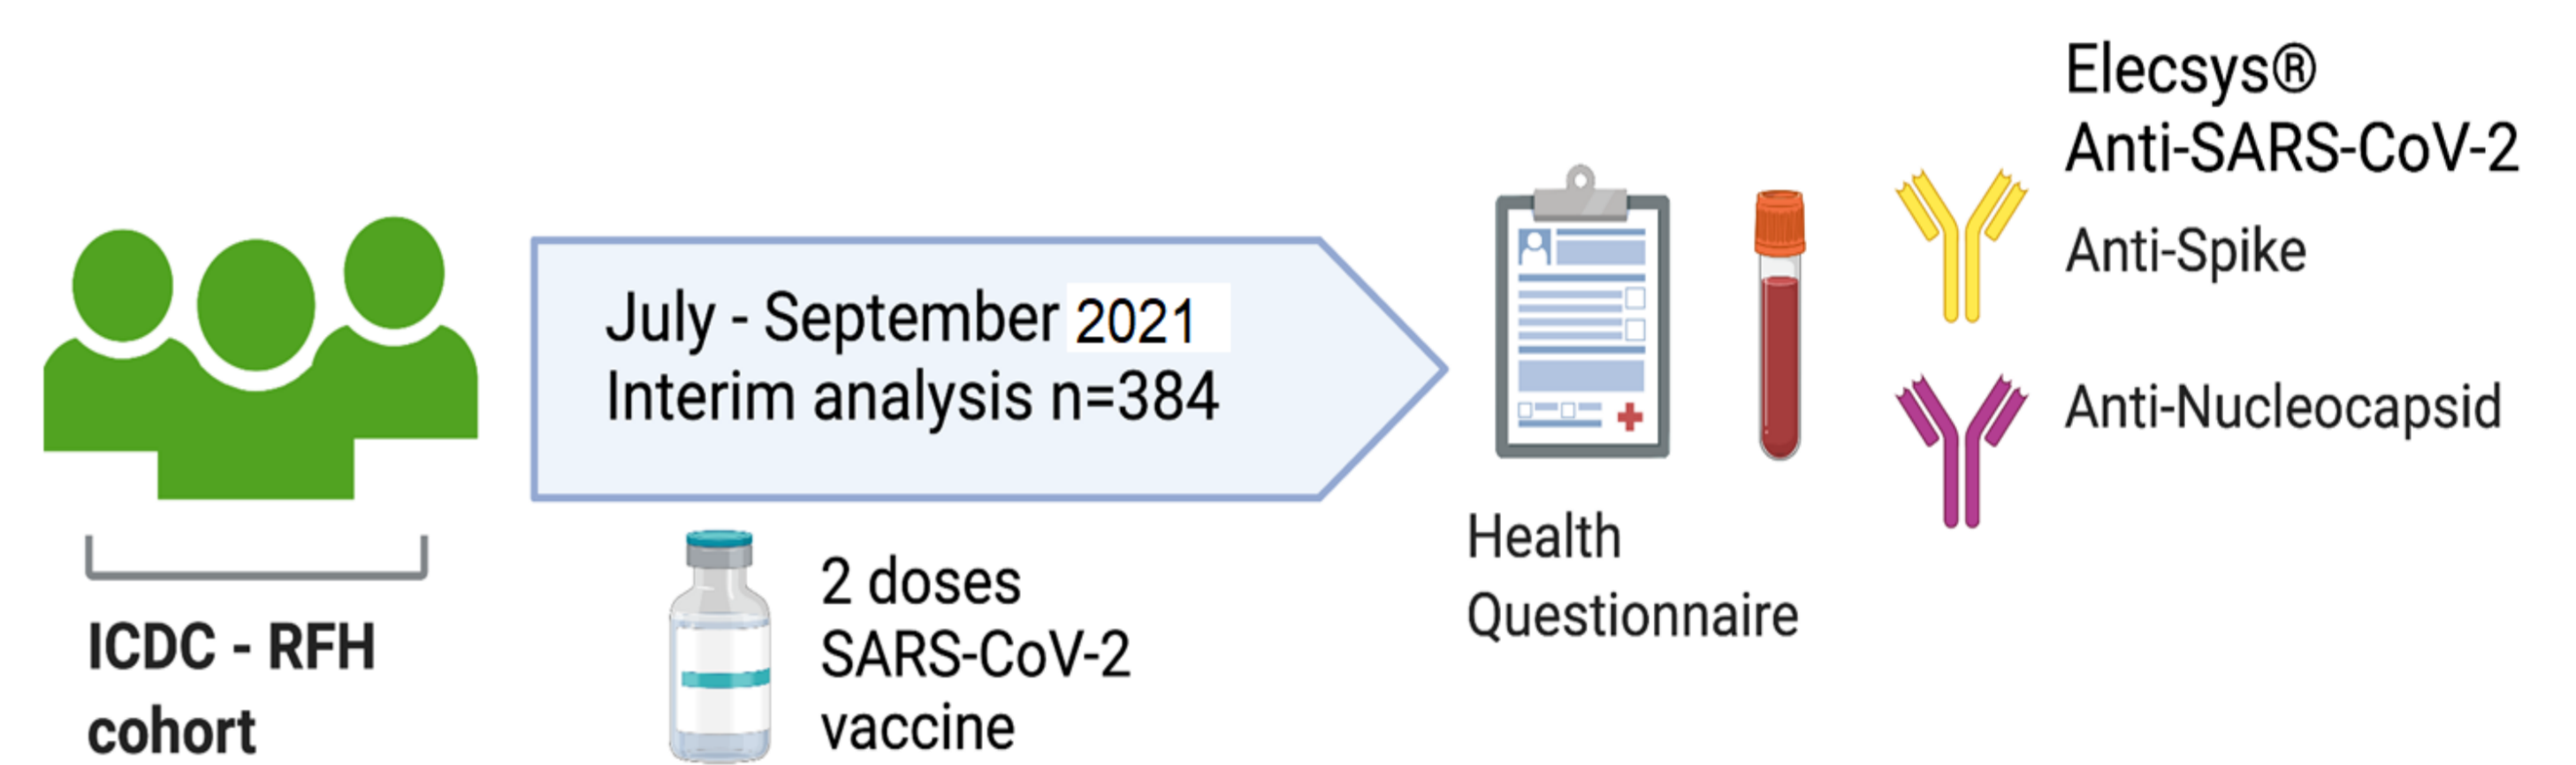 ICDC - RFH
cohort
July - September 2021
Interim analysis n=384
2 doses
SARS-CoV-2
vaccine
Health
Questionnaire
Elecsys®
Anti-SARS-CoV-2
Anti-Spike
Anti-Nucleocapsid